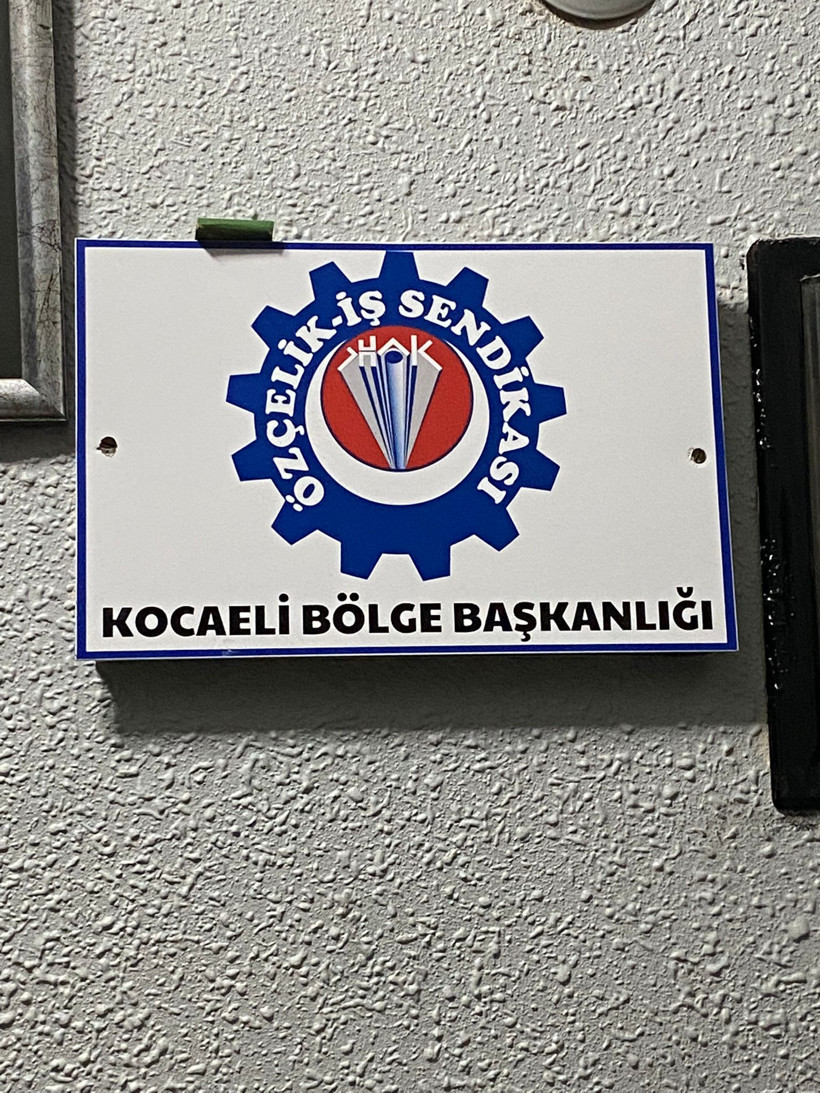 ÖZÇELİK-İŞ SENDİKASI
HAK İŞ
KOCAELİ BÖLGE BAŞKANLIĞI